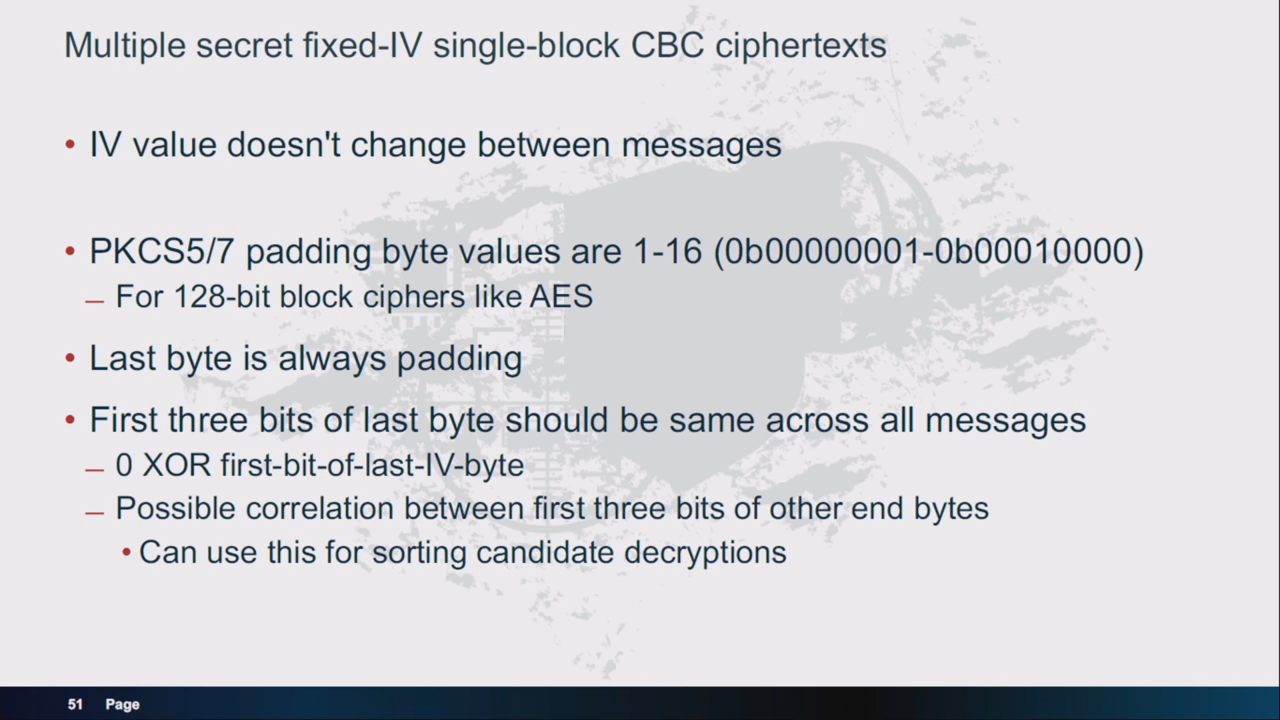 Multiple secret fixed-IV single-block CBC ciphertexts
• IV value doesn't change between messages
• PKCS5/7 padding byte values are 1-16 (0b00000001-0b00010000)
– For 128-bit block ciphers like AES
• Last byte is always padding
• First three bits of last byte should be same across all messages
– 0 XOR first-bit-of-last-IV-byte
– Possible correlation between first three bits of other end bytes
• Can use this for sorting candidate decryptions
51 Page